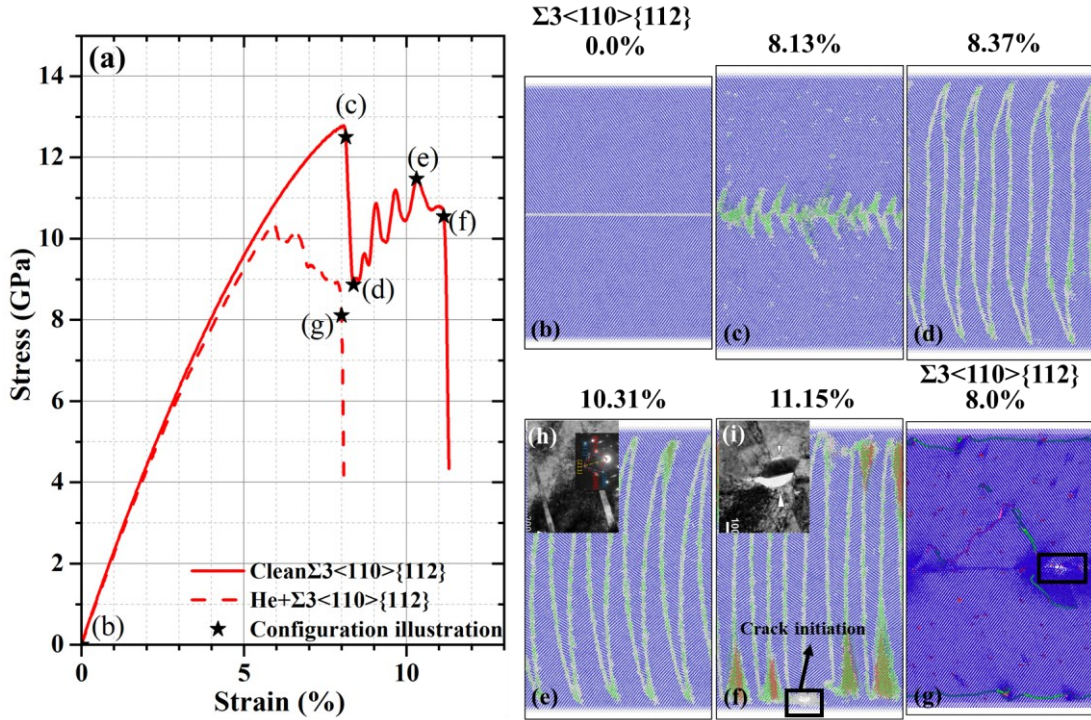 (a)
14
12
10
8
6
4
2
0
Stress (GPa)
0
5
10
Strain (%)
(b)
(c)
(d)
(e)
(f)
(g)
CleanΣ3<110>{112}
He+Σ3<110>{112}
Configuration illustration
Σ3<110>{112}
0.0%
8.13%
8.37%
(b)
(c)
(d)
10.31%
11.15%
Σ3<110>{112}
8.0%
(h)
(i)
100
Crack initiation
(e)
(f)
(g)